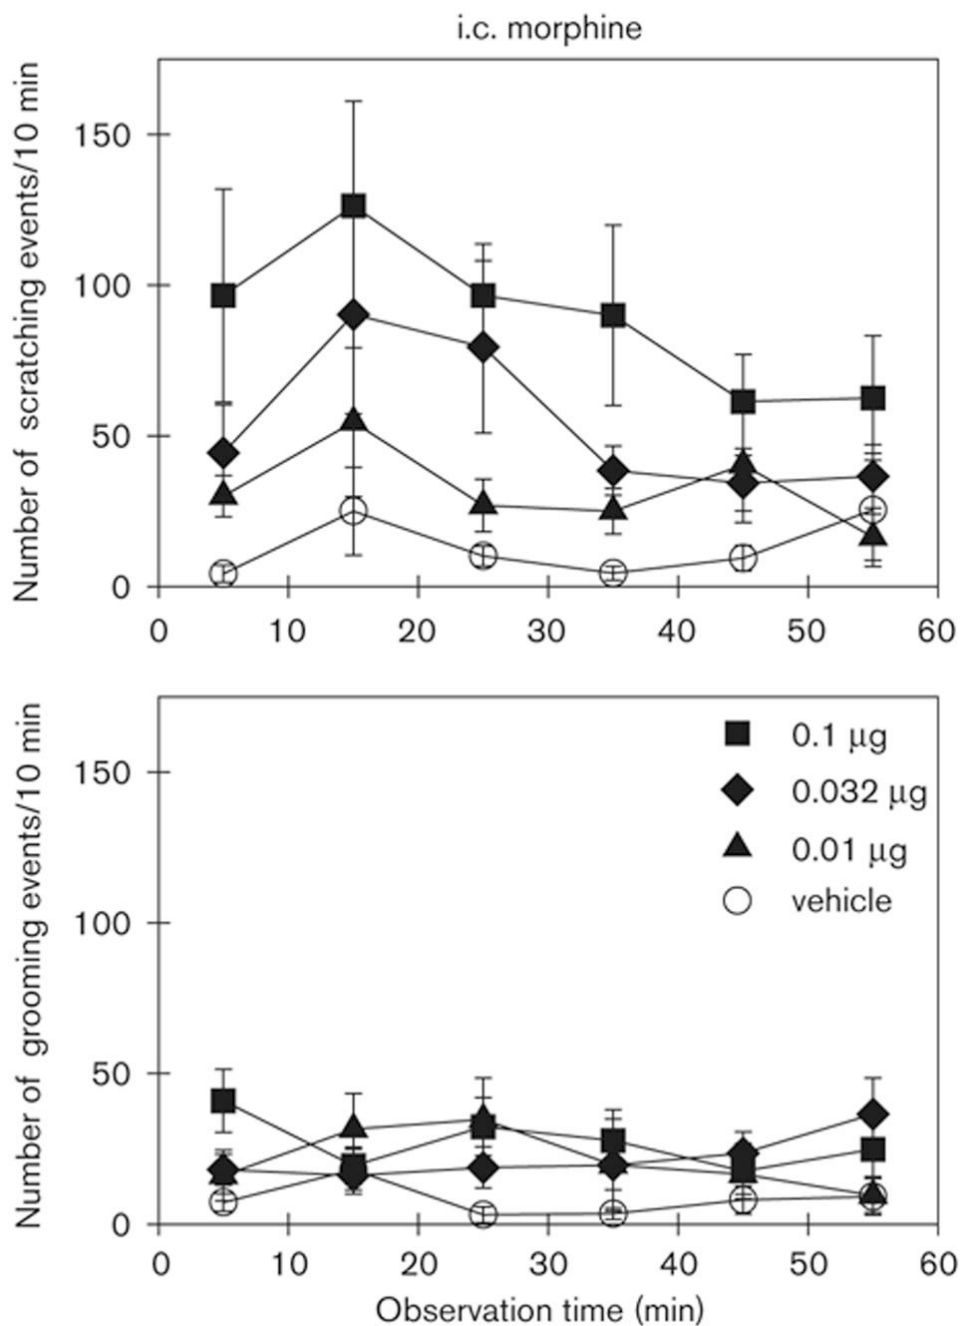 i.c. morphine
Number of scratching events/10 min
150
100
50
0
0 10 20 30 40 50 60
Number of grooming events/10 min
150
100
50
0
0.1 μg
0.032 μg
0.01 μg
vehicle
0 10 20 30 40 50 60
Observation time (min)